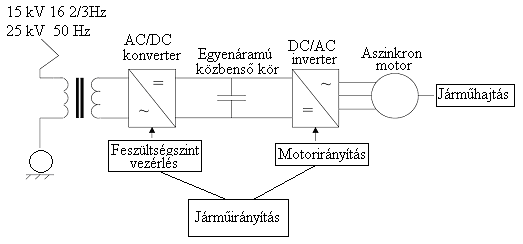 15 kV 16 2/3Hz
25 kV  50 Hz
AC/DC
konverter
Egyenáramú
közbenső kör
DC/AC
inverter
Aszinkron
motor
=
~
~
=
Járműhajtás
Feszültségszint
vezérlés
Motorirányítás
Járműirányítás